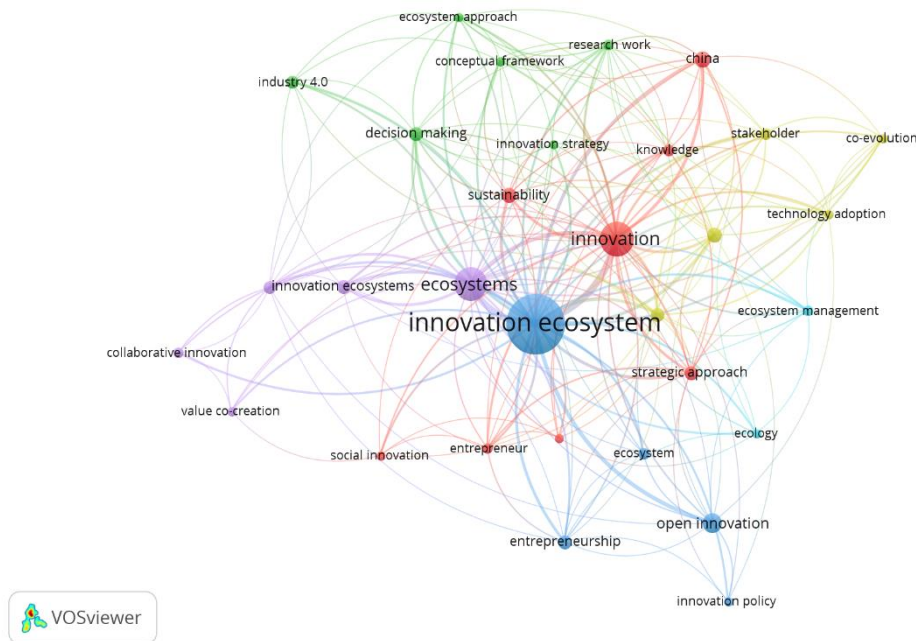 ecosystem approach
research work
conceptual framework
china
industry 4.0
decision making
stakeholder
co-evolution
innovation strategy
knowledge
sustainability
technology adoption
innovation
ecosystems
innovation ecosystems
ecosystem management
innovation ecosystem
collaborative innovation
strategic approach
value co-creation
ecology
social innovation
entrepreneur
ecosystem
open innovation
entrepreneurship
innovation policy
VOSviewer